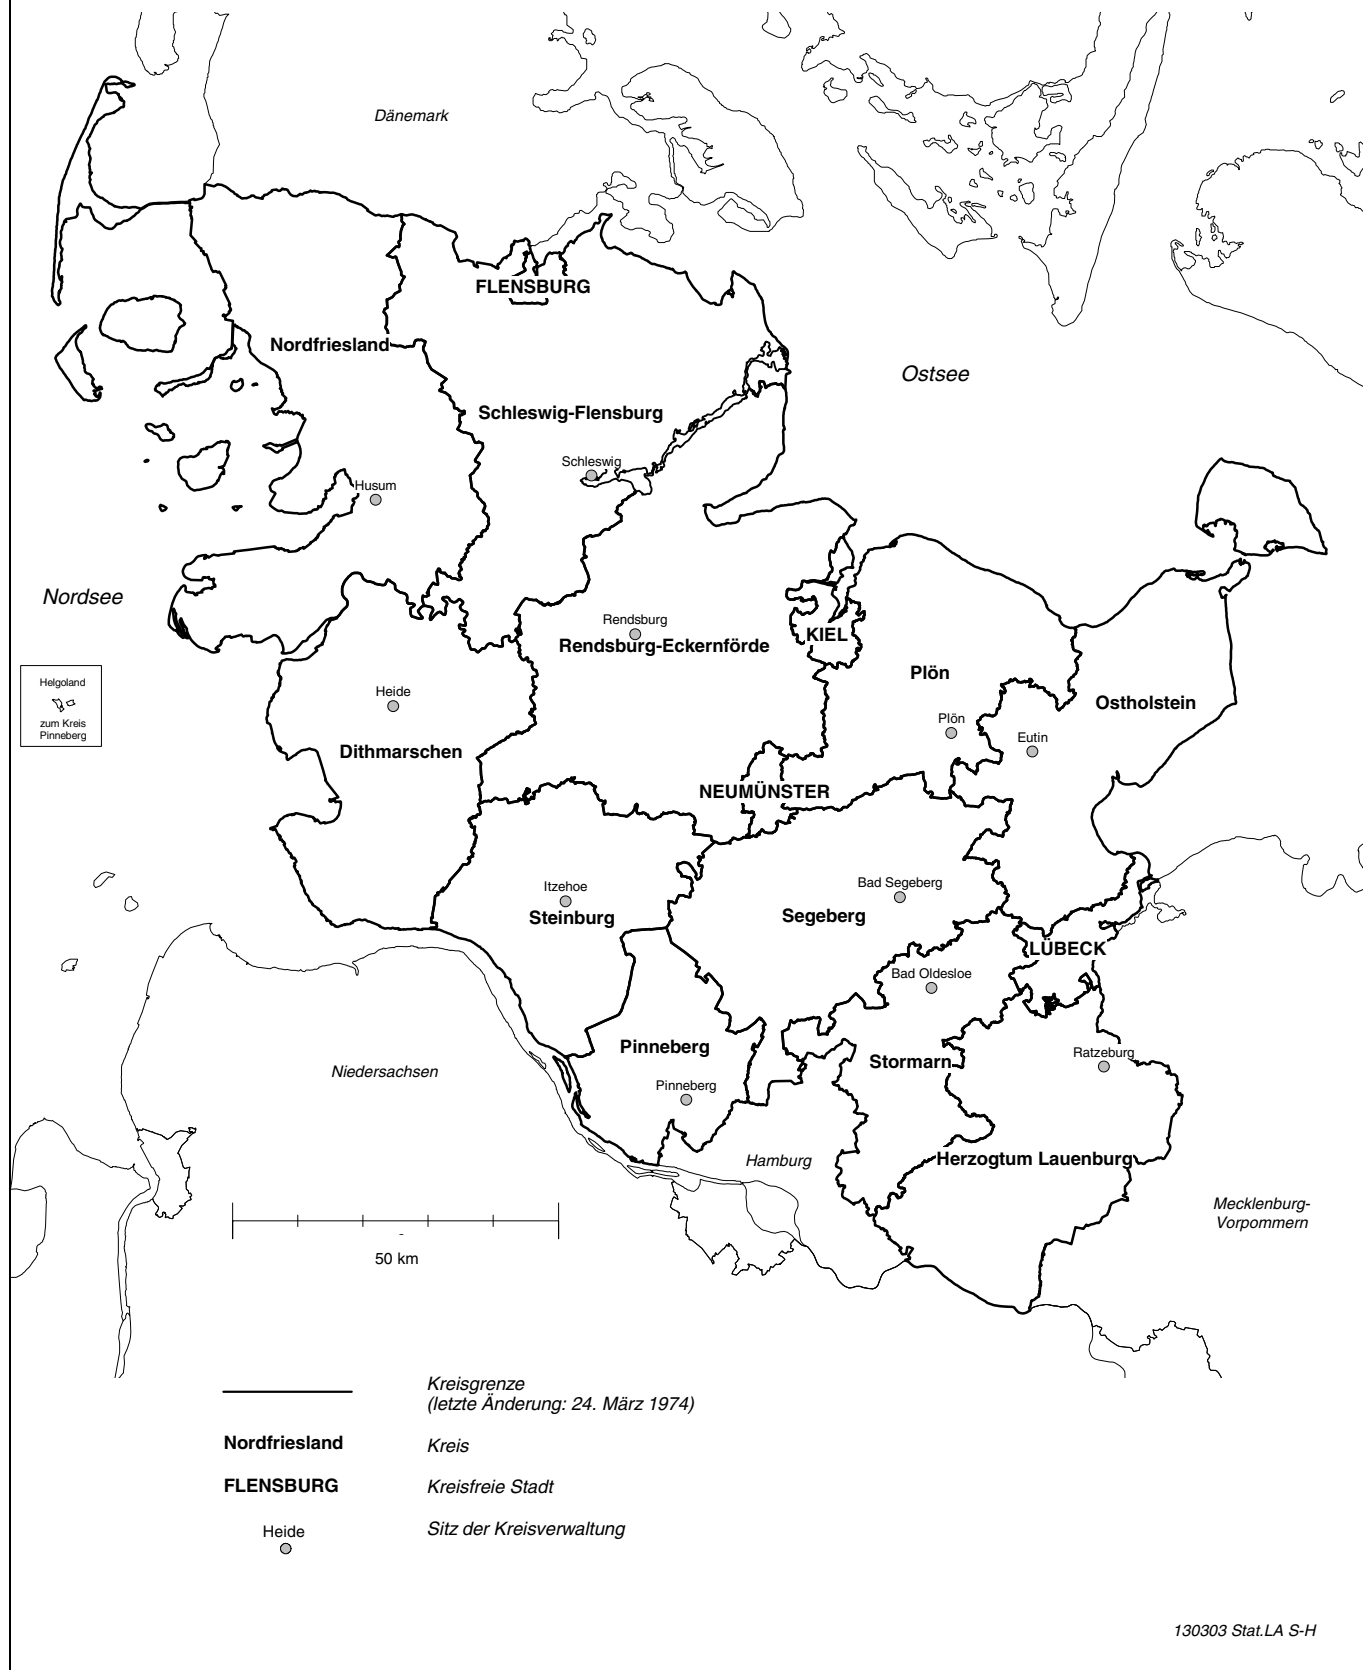 Dänemark
FLENSBURG
Nordfriesland
Ostsee
Schleswig-Flensburg
Schleswig
Husum
Nordsee
Rendsburg
Rendsburg-Eckernförde
KIEL
Helgoland
zum Kreis
Pinneberg
Heide
Dithmarschen
Plön
Plön
Ostholstein
Eutin
NEUMÜNSTER
Itzehoe
Steinburg
Bad Segeberg
Segeberg
LÜBECK
Bad Oldesloe
Pinneberg
Pinneberg
Stormarn
Ratzeburg
Niedersachsen
Hamburg
Herzogtum Lauenburg
Mecklenburg-
Vorpommern
50 km
Kreisgrenze
(letzte Änderung: 24. März 1974)
Nordfriesland Kreis
FLENSBURG Kreisfreie Stadt
Heide Sitz der Kreisverwaltung
130303 Stat.LA S-H